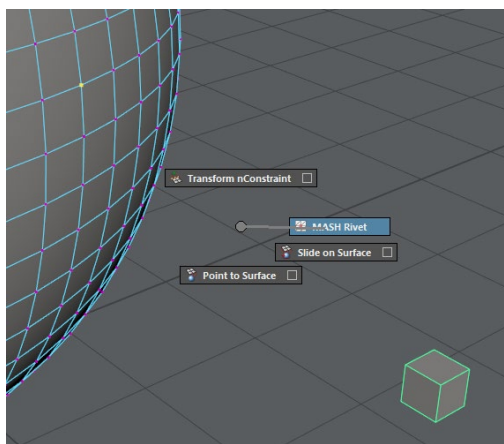 Transform nConstraint
MASH Rivet
Slide on Surface
Point to Surface